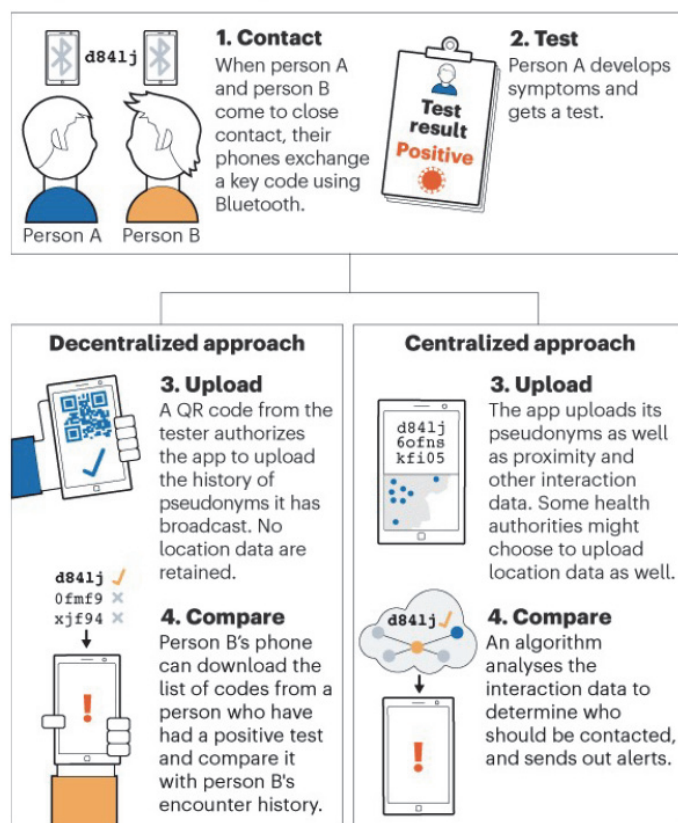 d841j
1. Contact
When person A
and person B
come to close
contact, their
phones exchange
a key code using
Bluetooth.
Person A
Person B
2. Test
Person A develops
symptoms and
gets a test.
Test
result
Positive
Decentralized approach
3. Upload
A QR code from the
tester authorizes
the app to upload
the history of
pseudonyms it has
broadcast. No
location data are
retained.
d841j
0fmf9
xjf94
4. Compare
Person B's phone
can download the
list of codes from a
person who have
had a positive test
and compare it
with person B's
encounter history.
!
Centralized approach
d841j
6ofns
kfi05
3. Upload
The app uploads its
pseudonyms as well
as proximity and
other interaction
data. Some health
authorities might
choose to upload
location data as well.
d841j
4. Compare
An algorithm
analyses the
interaction data to
determine who
should be contacted,
and sends out alerts.
!